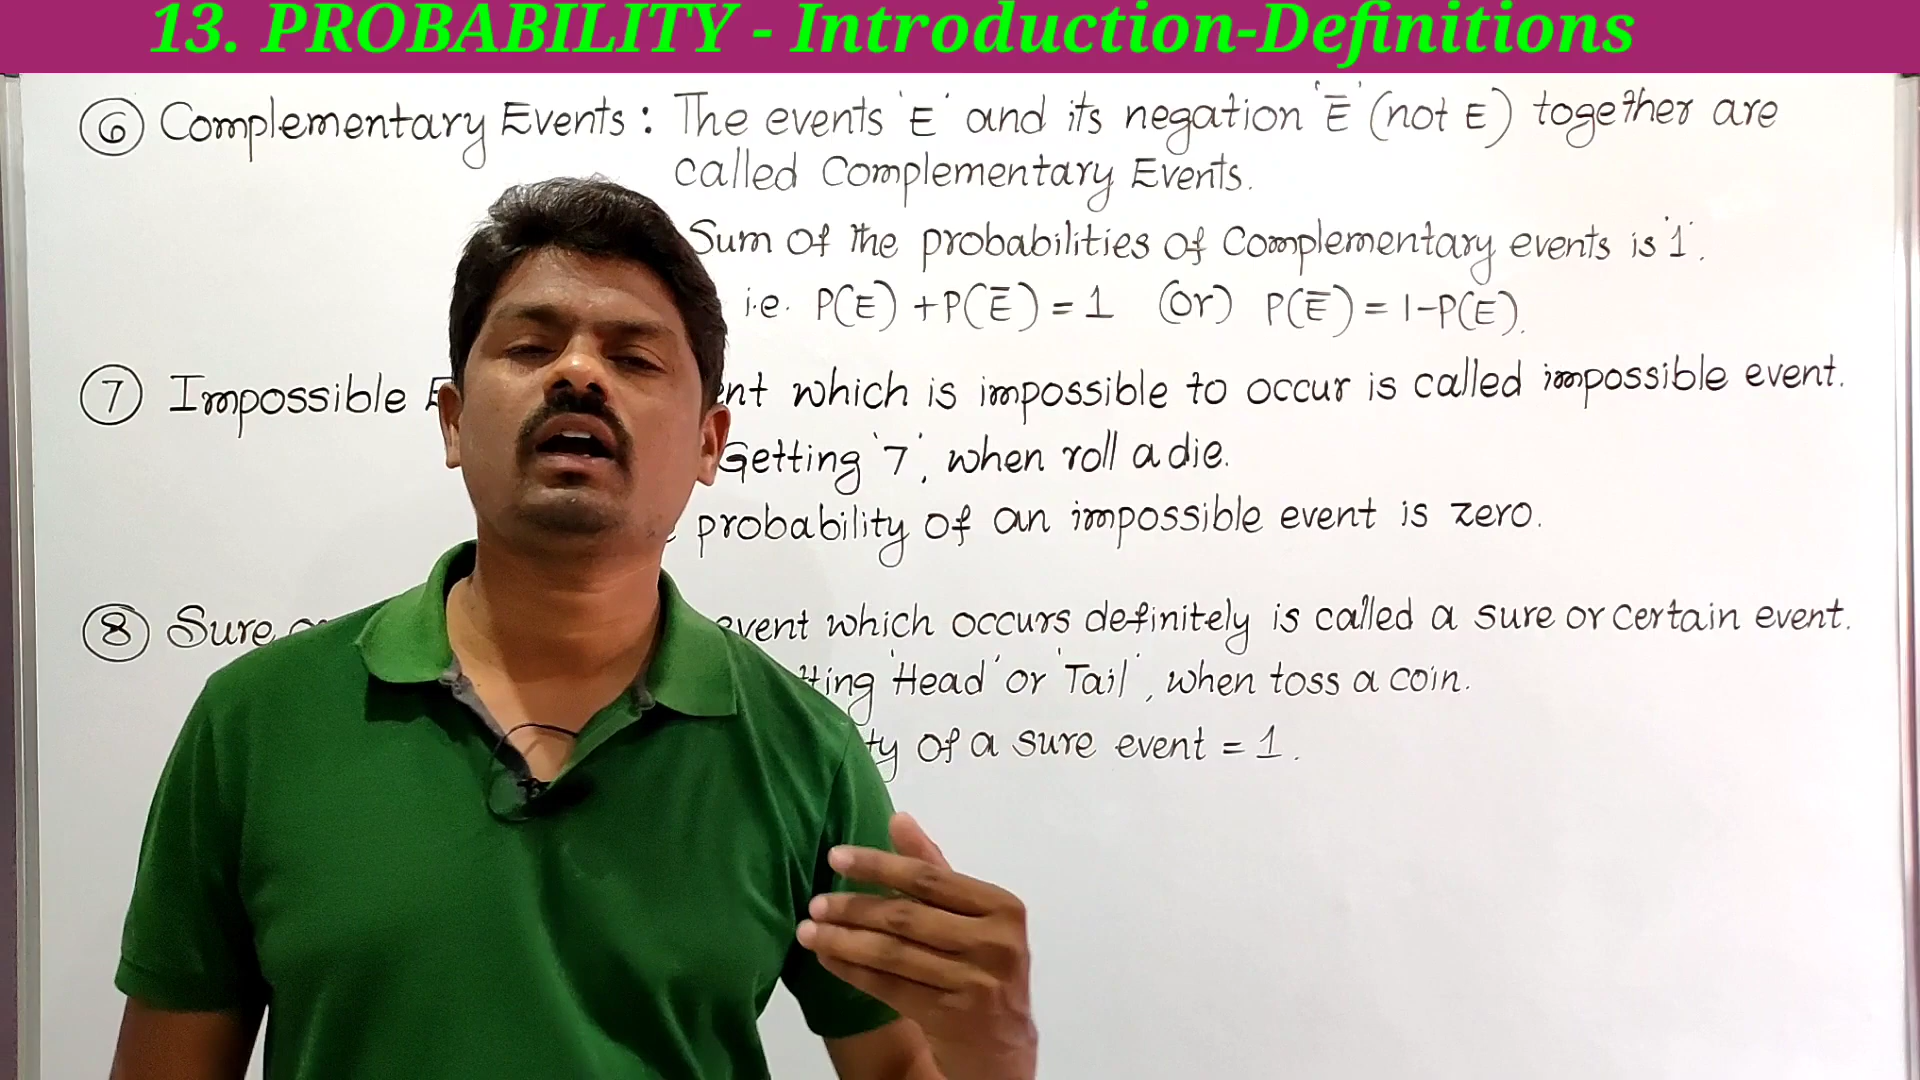 13. PROBABILITY - Introduction-Definitions
⑥ Complementary Events : The events 'E' and its negation 'Ē' (not E) together are
called Complementary Events.
Sum of the probabilities of Complementary events is '1'.
i.e. P(E) + P(Ē) = 1 (or) P(Ē) = 1-P(E).
⑦ Impossible which is impossible to occur is called impossible event.
Getting '7', when roll a die.
probability of an impossible event is zero.
⑧ Sure event which occurs definitely is called a sure or certain event.
'Head' or 'Tail', when toss a coin.
of a sure event = 1.